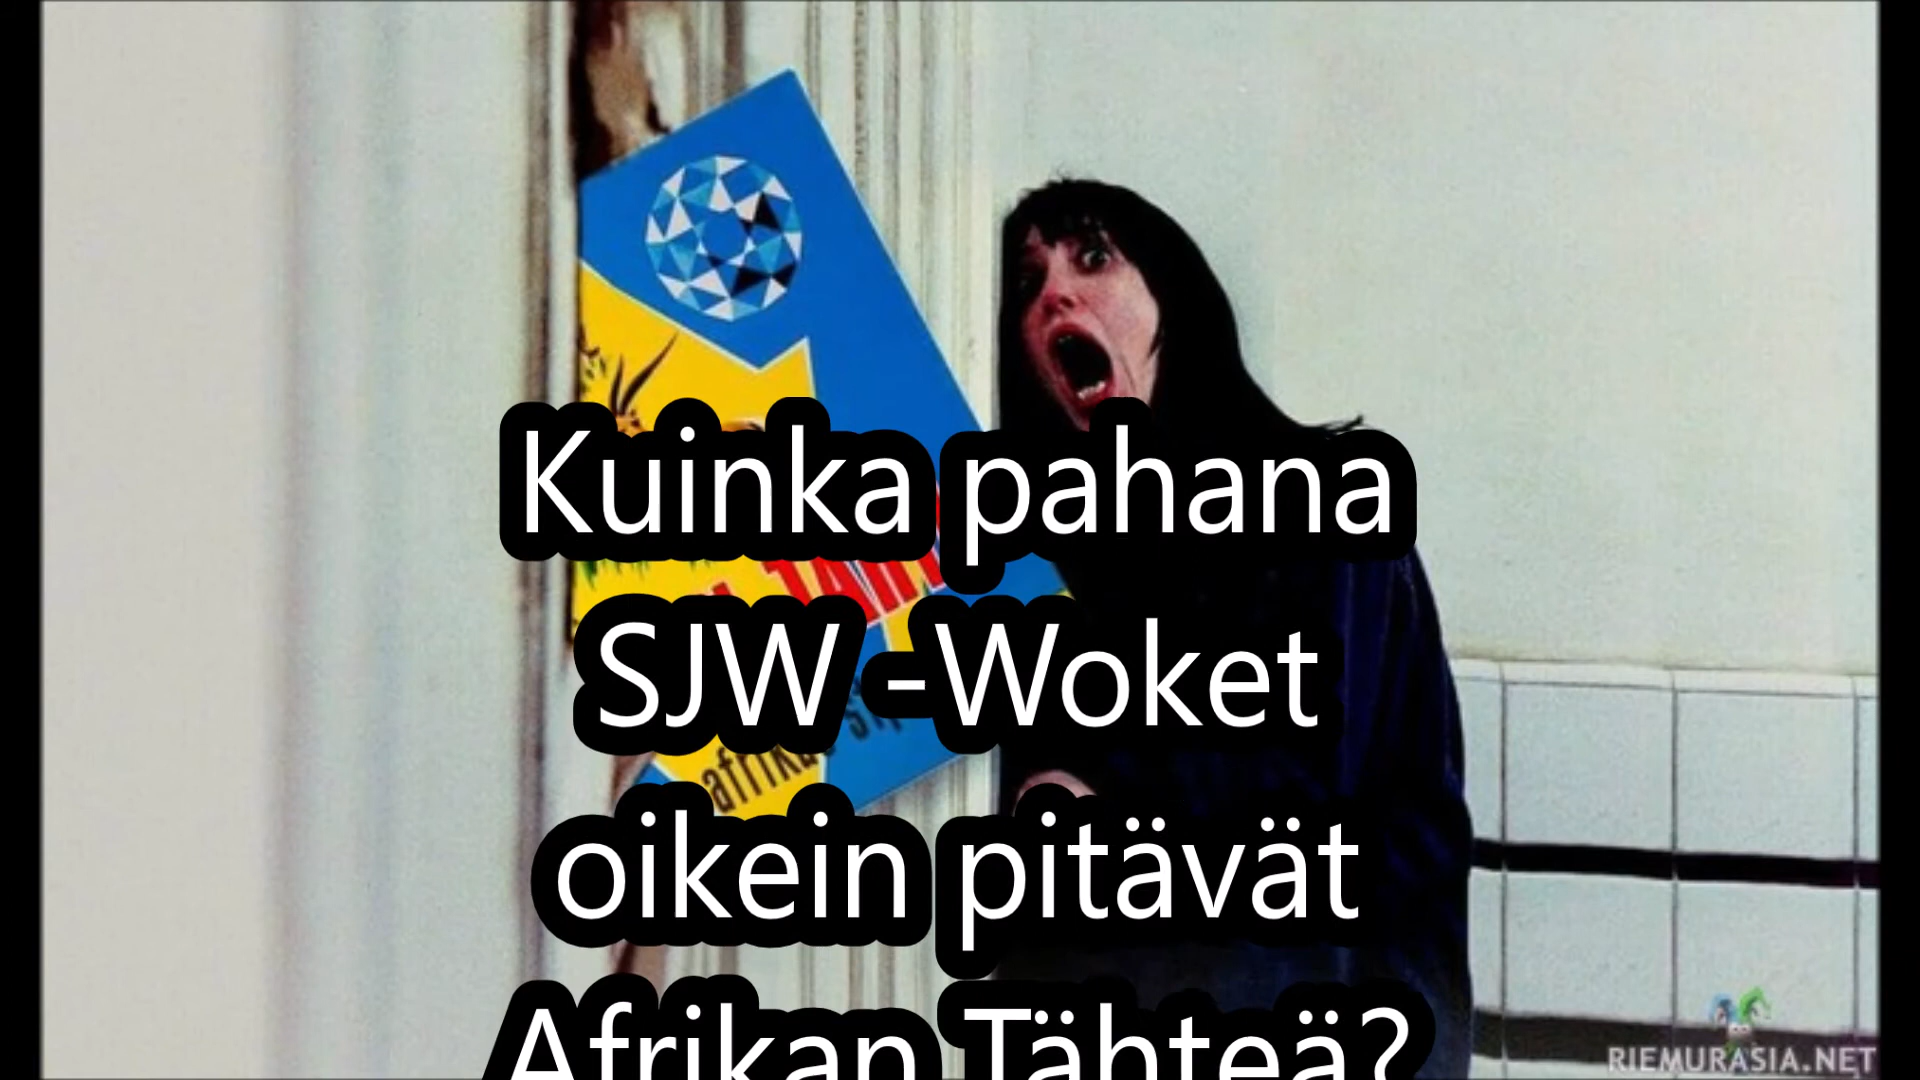 Kuinka pahana
SJW -Woket
oikein pitävät
Afrikan Tähteä?
RIEMURASIA.NET